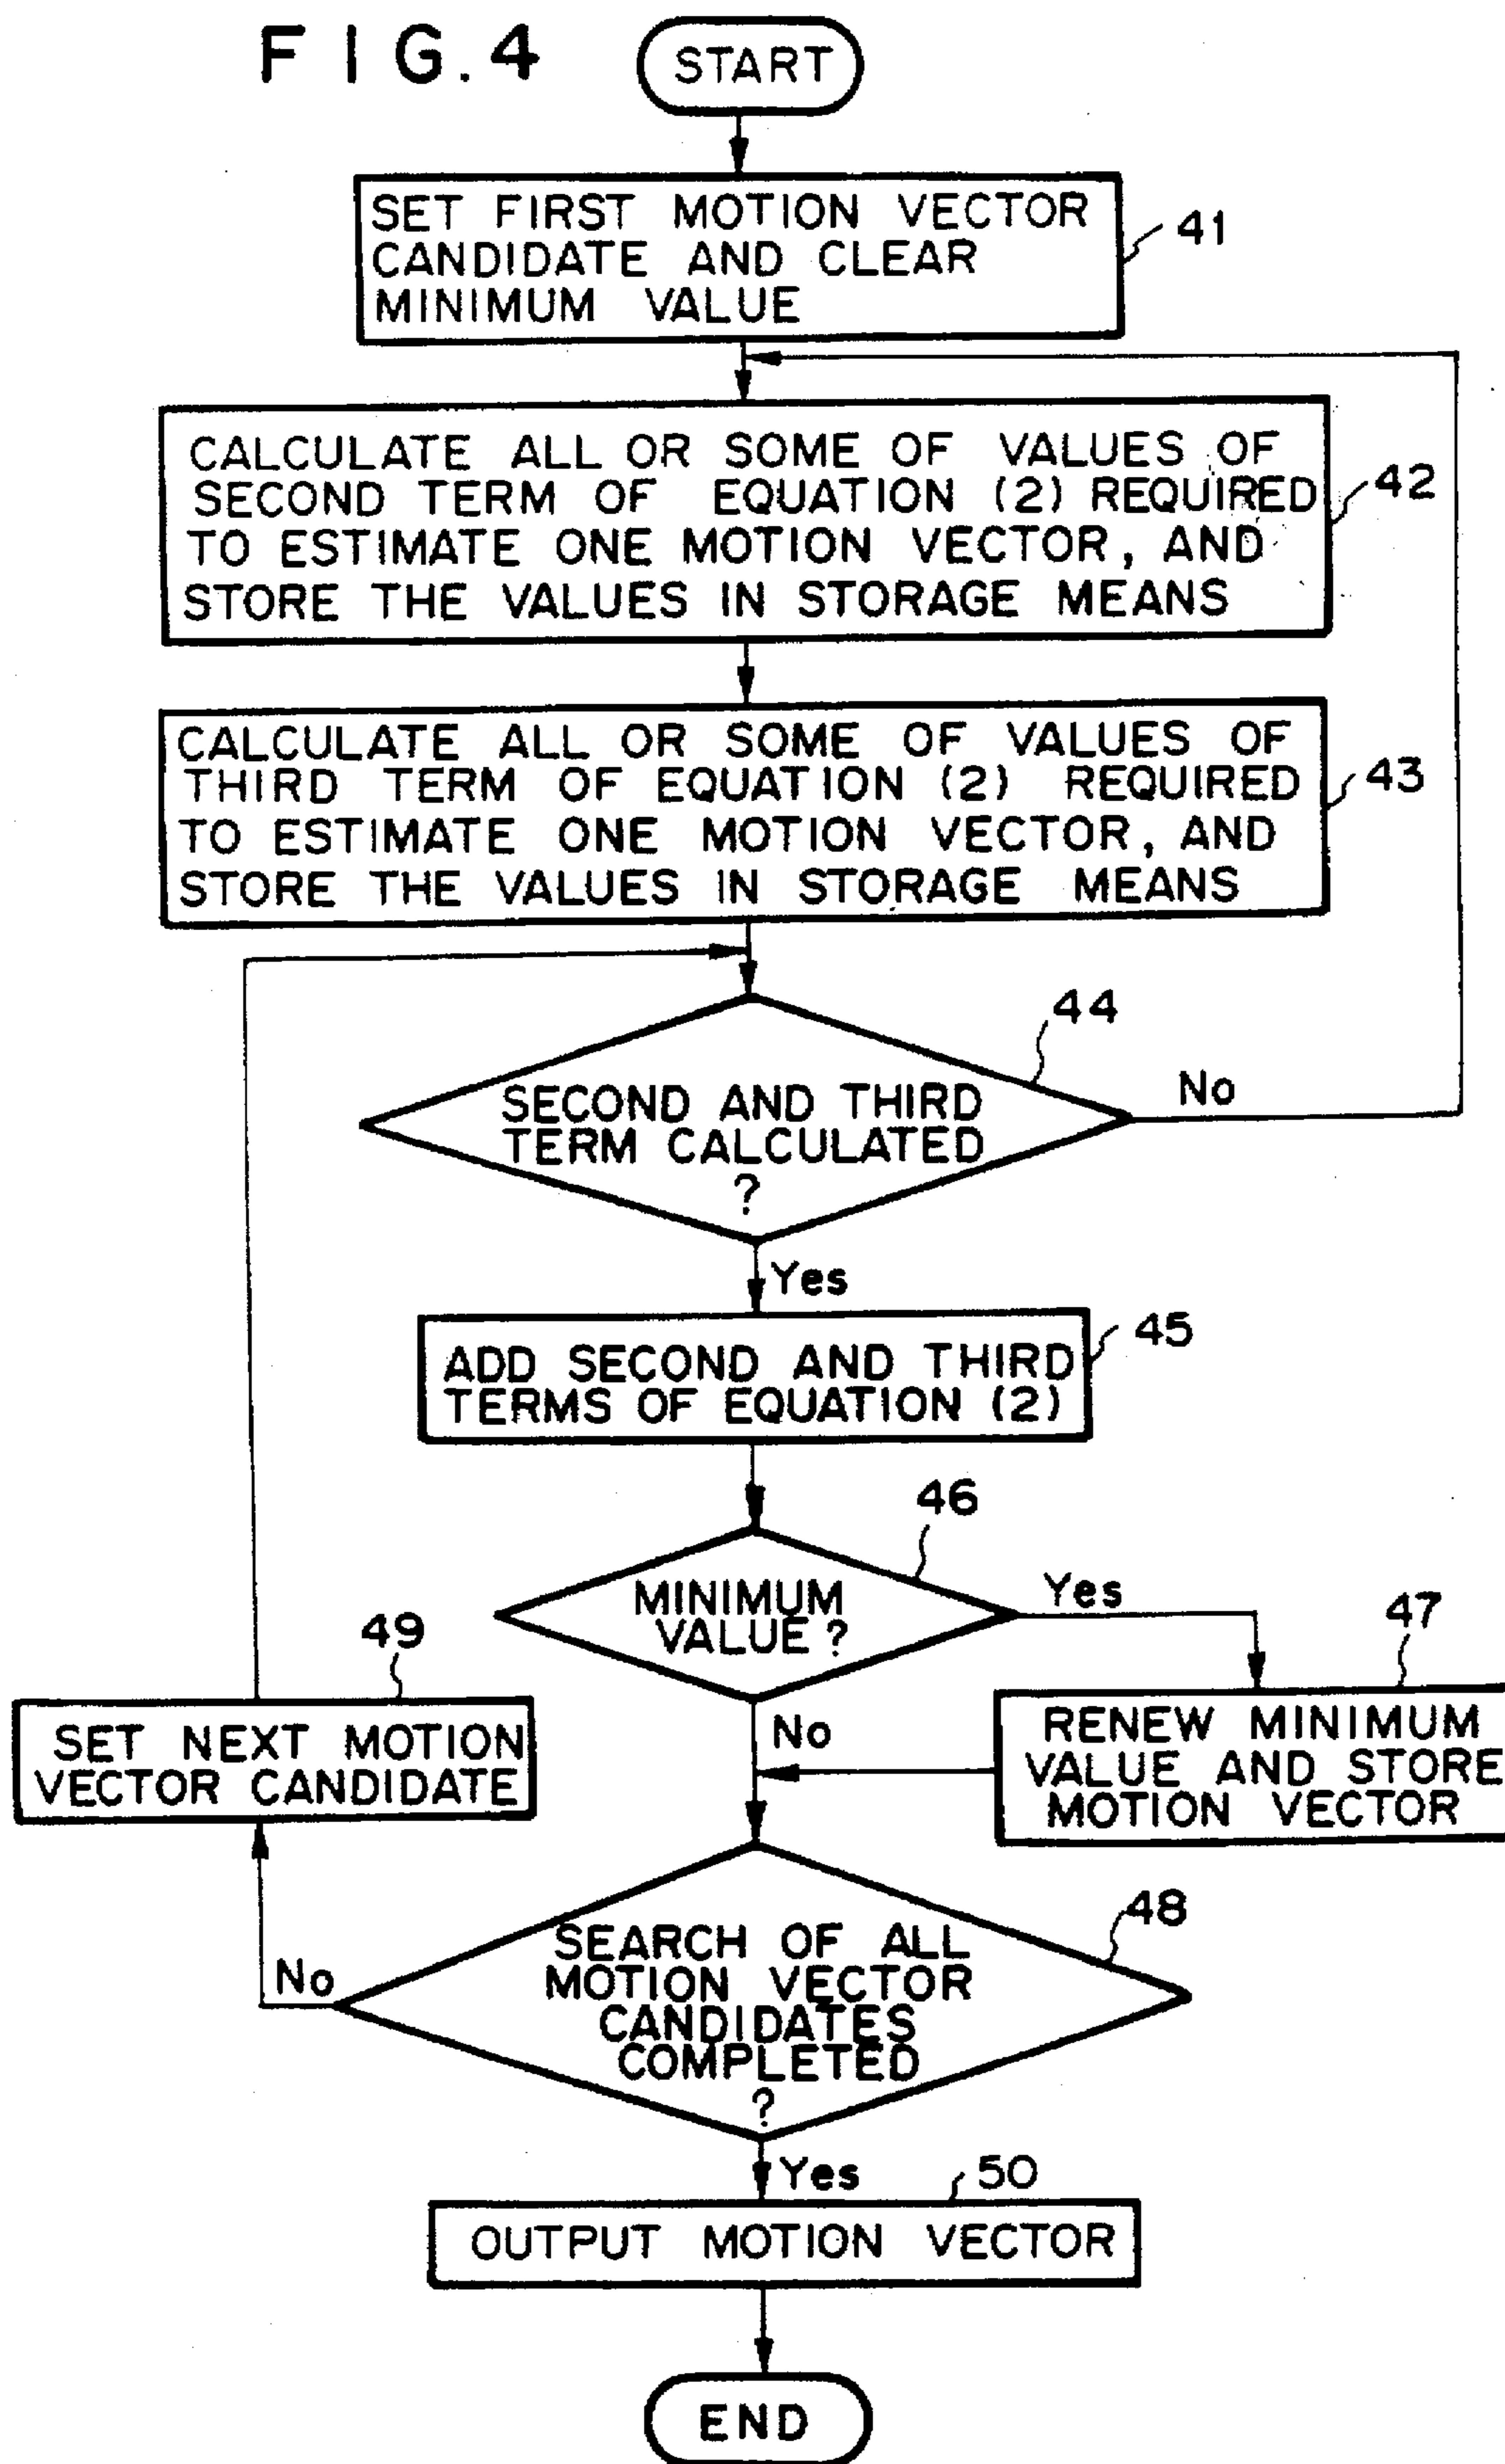 FIG. 4
START
SET FIRST MOTION VECTOR
CANDIDATE AND CLEAR
MINIMUM VALUE
41
CALCULATE ALL OR SOME OF VALUES OF
SECOND TERM OF EQUATION (2) REQUIRED
TO ESTIMATE ONE MOTION VECTOR, AND
STORE THE VALUES IN STORAGE MEANS
42
CALCULATE ALL OR SOME OF VALUES OF
THIRD TERM OF EQUATION (2) REQUIRED
TO ESTIMATE ONE MOTION VECTOR, AND
STORE THE VALUES IN STORAGE MEANS
43
44
SECOND AND THIRD
TERM CALCULATED
?
No
Yes
ADD SECOND AND THIRD
TERMS OF EQUATION (2)
45
46
MINIMUM
VALUE?
Yes
47
RENEW MINIMUM
VALUE AND STORE
MOTION VECTOR
No
49
SET NEXT MOTION
VECTOR CANDIDATE
48
SEARCH OF ALL
MOTION VECTOR
CANDIDATES
COMPLETED
?
No
Yes
50
OUTPUT MOTION VECTOR
END